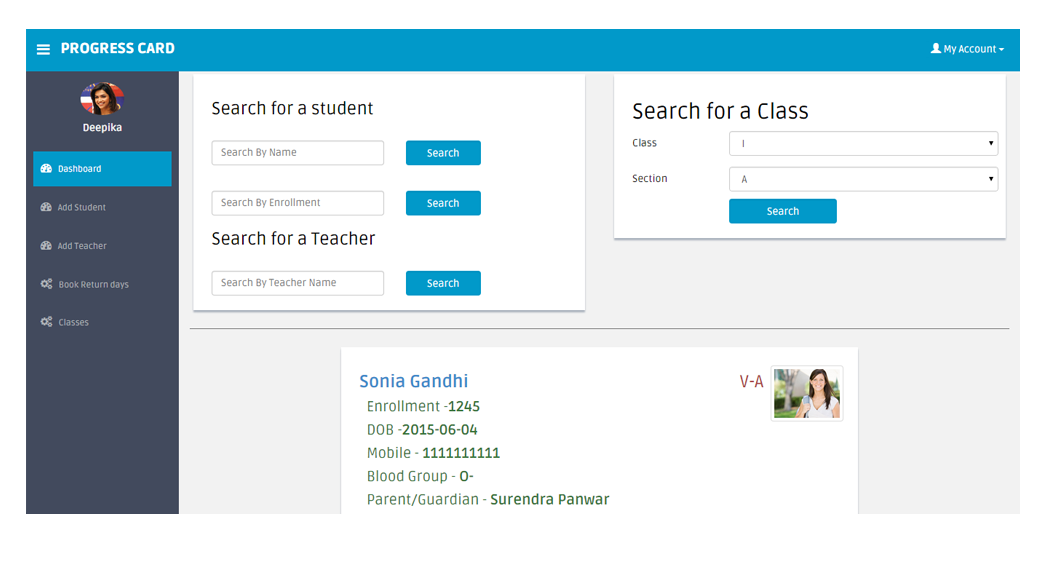 PROGRESS CARD
My Account
Deepika
Dashboard
Add Student
Add Teacher
Book Return days
Classes
Search for a student
Search By Name
Search
Search By Enrollment
Search
Search for a Teacher
Search By Teacher Name
Search
Search for a Class
Class
I
Section
A
Search
Sonia Gandhi
V-A
Enrollment -1245
DOB -2015-06-04
Mobile - 1111111111
Blood Group - O-
Parent/Guardian - Surendra Panwar